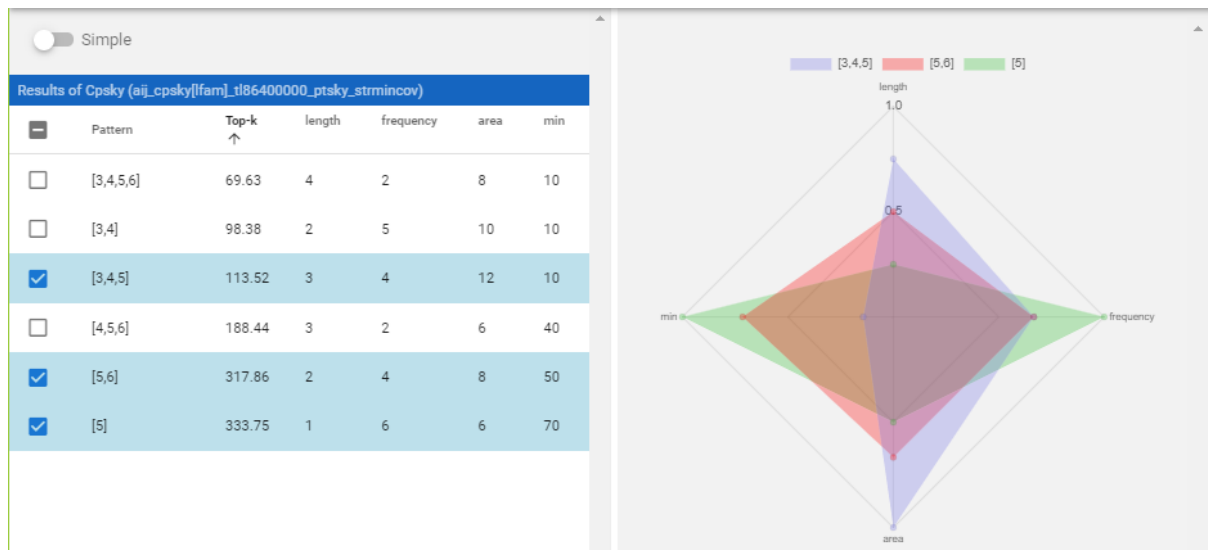 Simple
Results of Cpsky (aij_cpsky[lfam]_tl86400000_ptsky_strmincov)
Pattern Top-k length frequency area min
[3,4,5,6] 69.63 4 2 8 10
[3,4] 98.38 2 5 10 10
[3,4,5] 113.52 3 4 12 10
[4,5,6] 188.44 3 2 6 40
[5,6] 317.86 2 4 8 50
[5] 333.75 1 6 6 70
[3,4,5] [5,6] [5]
length
1.0
0.5
min frequency
area